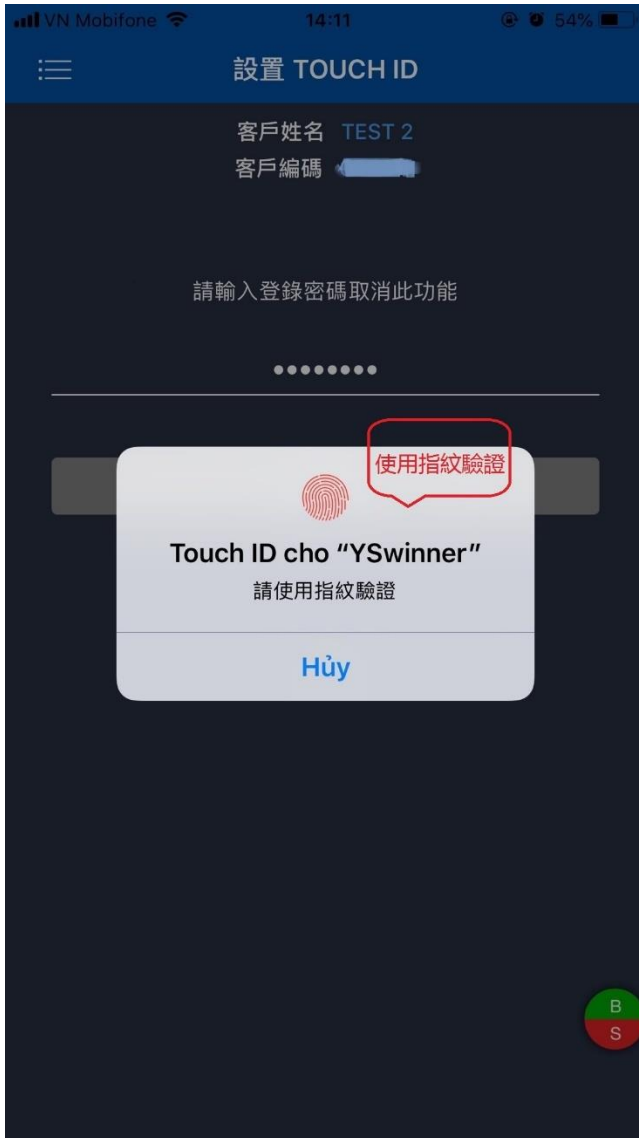 VN Mobifone 14:11 54%
設置 TOUCH ID
客戶姓名 TEST 2
客戶編碼
請輸入登錄密碼取消此功能
••••••••
使用指紋驗證
Touch ID cho “YSwinner”
請使用指紋驗證
Hủy
B
S